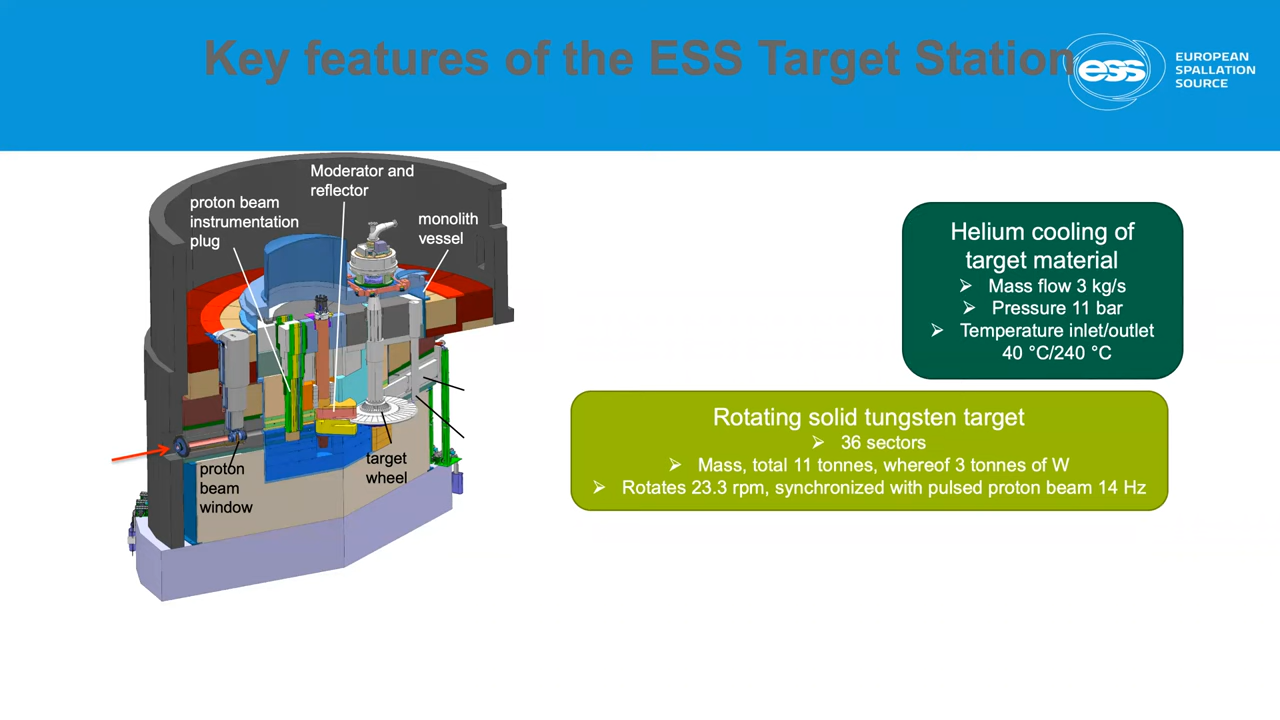 Key features of the ESS Target Station
ess
EUROPEAN
SPALLATION
SOURCE
Moderator and
reflector
proton beam
instrumentation
plug
monolith
vessel
target
wheel
proton
beam
window
Helium cooling of
target material
➢ Mass flow 3 kg/s
➢ Pressure 11 bar
➢ Temperature inlet/outlet
40 °C/240 °C
Rotating solid tungsten target
➢ 36 sectors
➢ Mass, total 11 tonnes, whereof 3 tonnes of W
➢ Rotates 23.3 rpm, synchronized with pulsed proton beam 14 Hz